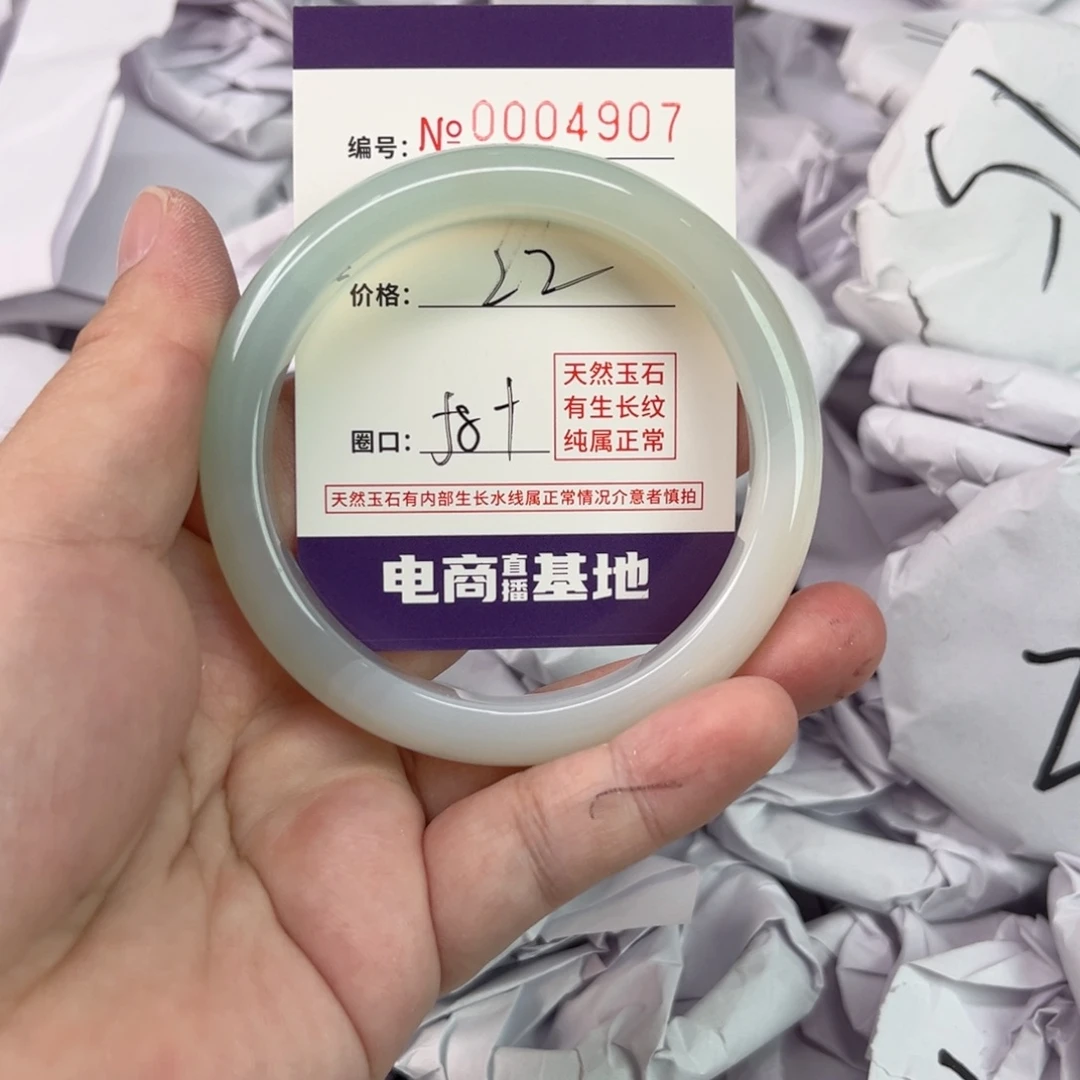 编号：№0004907
价格：22
圈口：58+
天然玉石
有生长纹
纯属正常
天然玉石有内部生长水线属正常情况介意者慎拍
电商直播基地